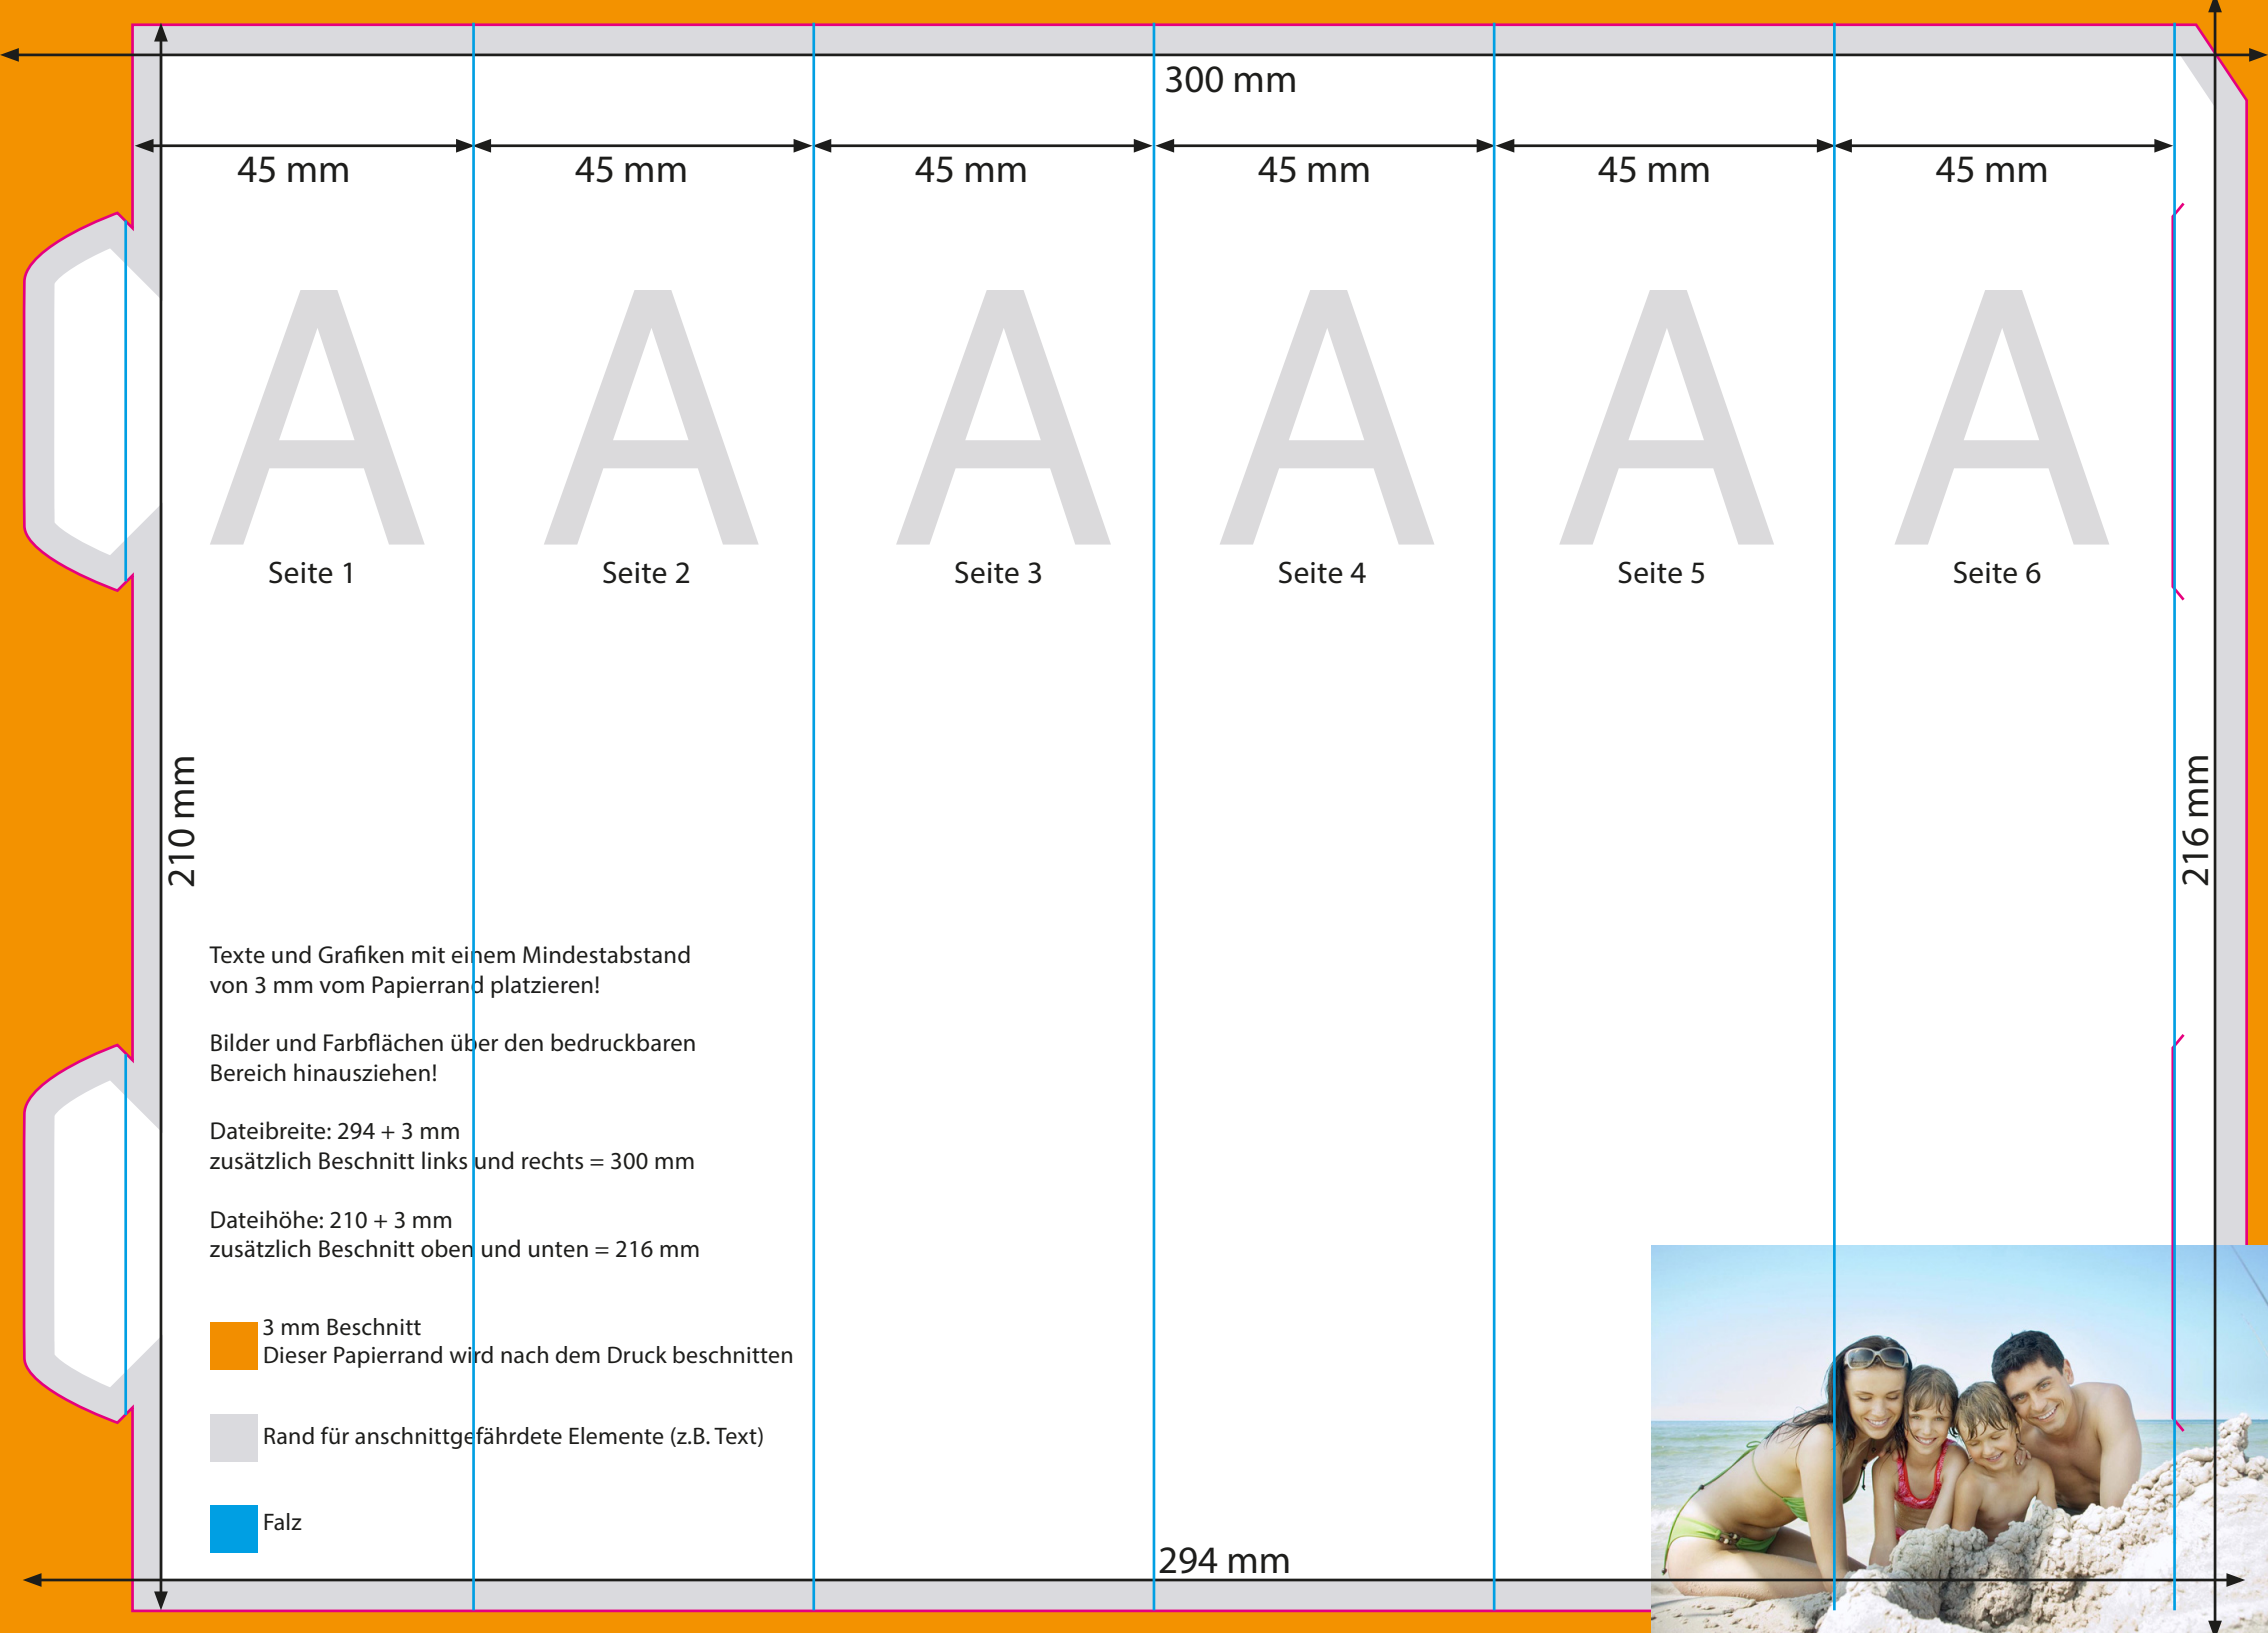 300 mm
45 mm
45 mm
45 mm
45 mm
45 mm
45 mm
A
A
A
A
A
A
Seite 1
Seite 2
Seite 3
Seite 4
Seite 5
Seite 6
210 mm
216 mm
Texte und Grafiken mit einem Mindestabstand
von 3 mm vom Papierrand platzieren!
Bilder und Farbflächen über den bedruckbaren
Bereich hinausziehen!
Dateibreite: 294 + 3 mm
zusätzlich Beschnitt links und rechts = 300 mm
Dateihöhe: 210 + 3 mm
zusätzlich Beschnitt oben und unten = 216 mm
3 mm Beschnitt
Dieser Papierrand wird nach dem Druck beschnitten
Rand für anschnittgefährdete Elemente (z.B. Text)
Falz
294 mm